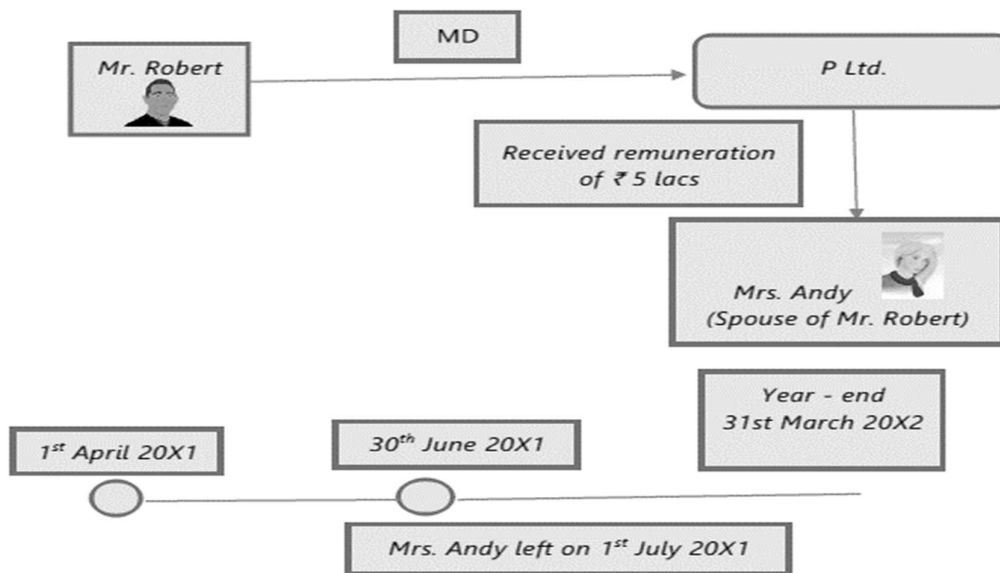 MD
Mr. Robert
P Ltd.
Received remuneration
of ₹ 5 lacs
Mrs. Andy
(Spouse of Mr. Robert)
Year - end
31st March 20X2
1st April 20X1
30th June 20X1
Mrs. Andy left on 1st July 20X1